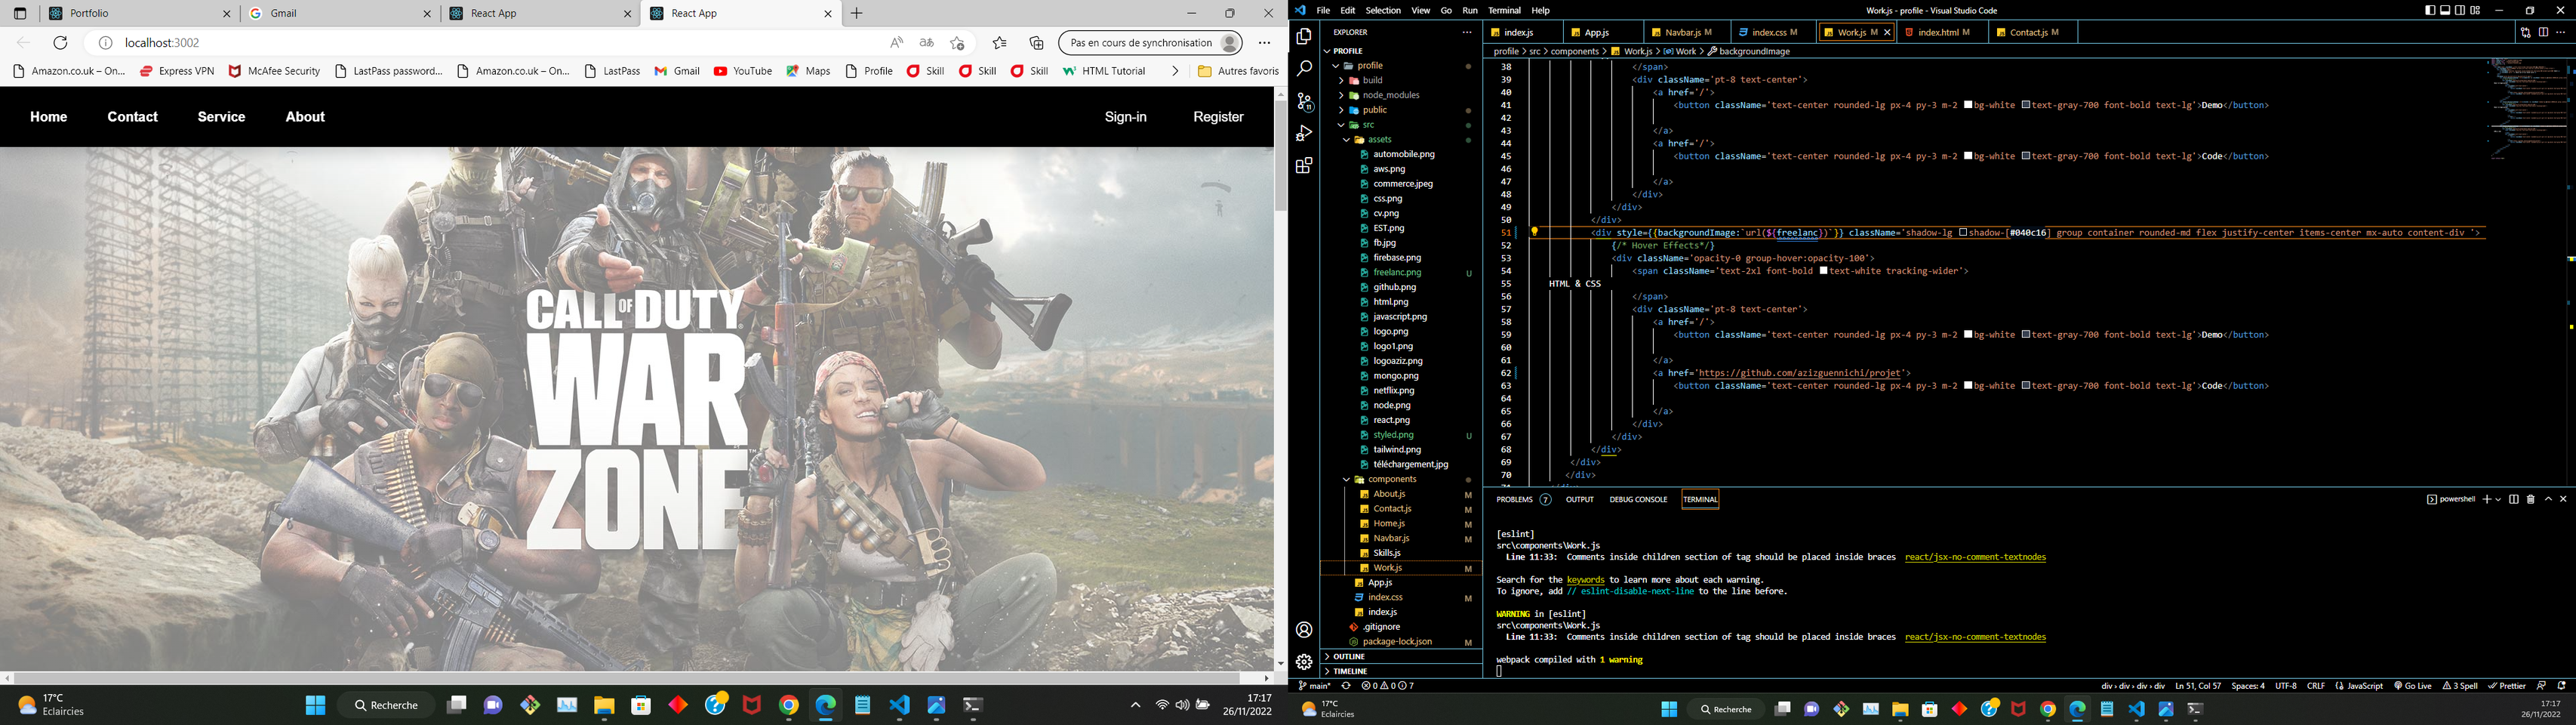 Portfolio
Gmail
React App
React App
localhost:3002
Pas en cours de synchronisation
Amazon.co.uk – On...
Express VPN
McAfee Security
LastPass password...
Amazon.co.uk – On...
LastPass
Gmail
YouTube
Maps
Profile
Skill
Skill
Skill
HTML Tutorial
Autres favoris
Home
Contact
Service
About
Sign-in
Register
CALL OF DUTY
WAR
ZONE
17°C
Eclaircies
Recherche
17:17
26/11/2022
File Edit Selection View Go Run Terminal Help
Work.js - profile - Visual Studio Code
EXPLORER
PROFILE
profile
build
node_modules
public
src
assets
automobile.png
aws.png
commerce.jpeg
css.png
cv.png
EST.png
fb.jpg
firebase.png
freelanc.png U
github.png
html.png
javascript.png
logo.png
logo1.png
logoaziz.png
mongo.png
netflix.png
node.png
react.png
styled.png U
tailwind.png
téléchargement.jpg
components
About.js M
Contact.js M
Home.js M
Navbar.js M
Skills.js
Work.js M
App.js
index.css M
index.js
.gitignore
package-lock.json M
OUTLINE
TIMELINE
index.js
App.js
Navbar.js M
index.css M
Work.js M
index.html M
Contact.js M
profile > src > components > Work.js > Work > backgroundImage
38 </span>
39 <div className='pt-8 text-center'>
40 <a href='/'>
41 <button className='text-center rounded-lg px-4 py-3 m-2 bg-white text-gray-700 font-bold text-lg'>Demo</button>
42
43 </a>
44 <a href='/'>
45 <button className='text-center rounded-lg px-4 py-3 m-2 bg-white text-gray-700 font-bold text-lg'>Code</button>
46
47 </a>
48 </div>
49 </div>
50 </div>
51 <div style={{backgroundImage:`url(${freelanc})`}} className='shadow-lg shadow-[#040c16] group container rounded-md flex justify-center items-center mx-auto content-div '>
52 {/* Hover Effects*/}
53 <div className='opacity-0 group-hover:opacity-100'>
54 <span className='text-2xl font-bold text-white tracking-wider'>
55 HTML & CSS
56 </span>
57 <div className='pt-8 text-center'>
58 <a href='/'>
59 <button className='text-center rounded-lg px-4 py-3 m-2 bg-white text-gray-700 font-bold text-lg'>Demo</button>
60
61 </a>
62 <a href='https://github.com/azizguennichi/projet'>
63 <button className='text-center rounded-lg px-4 py-3 m-2 bg-white text-gray-700 font-bold text-lg'>Code</button>
64
65 </a>
66 </div>
67 </div>
68 </div>
69 </div>
70 </div>
PROBLEMS 7 OUTPUT DEBUG CONSOLE TERMINAL
powershell
[eslint]
src\components\Work.js
Line 11:33: Comments inside children section of tag should be placed inside braces react/jsx-no-comment-textnodes
Search for the keywords to learn more about each warning.
To ignore, add // eslint-disable-next-line to the line before.
WARNING in [eslint]
src\components\Work.js
Line 11:33: Comments inside children section of tag should be placed inside braces react/jsx-no-comment-textnodes
webpack compiled with 1 warning
main* 0 0 7
div > div > div > div Ln 51, Col 57 Spaces: 4 UTF-8 CRLF JavaScript Go Live 3 Spell Prettier
17°C
Eclaircies
Recherche
17:17
26/11/2022